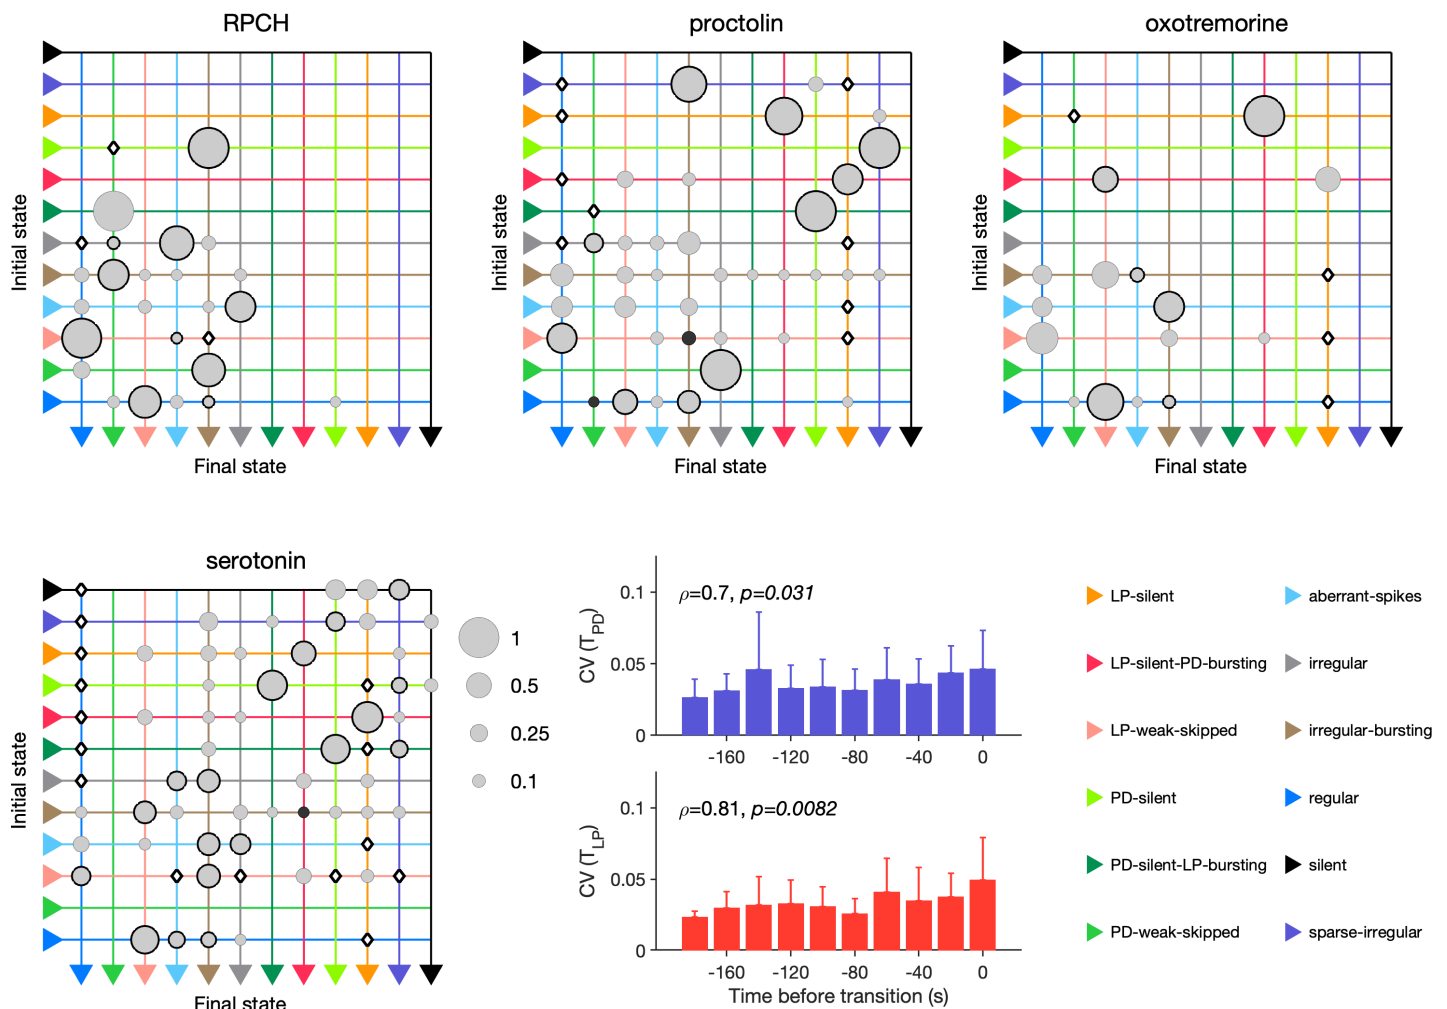 RPCH
proctolin
oxotremorine
Initial state
Initial state
Initial state
Final state
Final state
Final state
serotonin
Initial state
Final state
1
0.5
0.25
0.1
ρ=0.7, p=0.031
CV (TPD)
0.1
0.05
0
-160 -120 -80 -40 0
ρ=0.81, p=0.0082
CV (TLP)
0.1
0.05
0
-160 -120 -80 -40 0
Time before transition (s)
LP-silent
LP-silent-PD-bursting
LP-weak-skipped
PD-silent
PD-silent-LP-bursting
PD-weak-skipped
aberrant-spikes
irregular
irregular-bursting
regular
silent
sparse-irregular